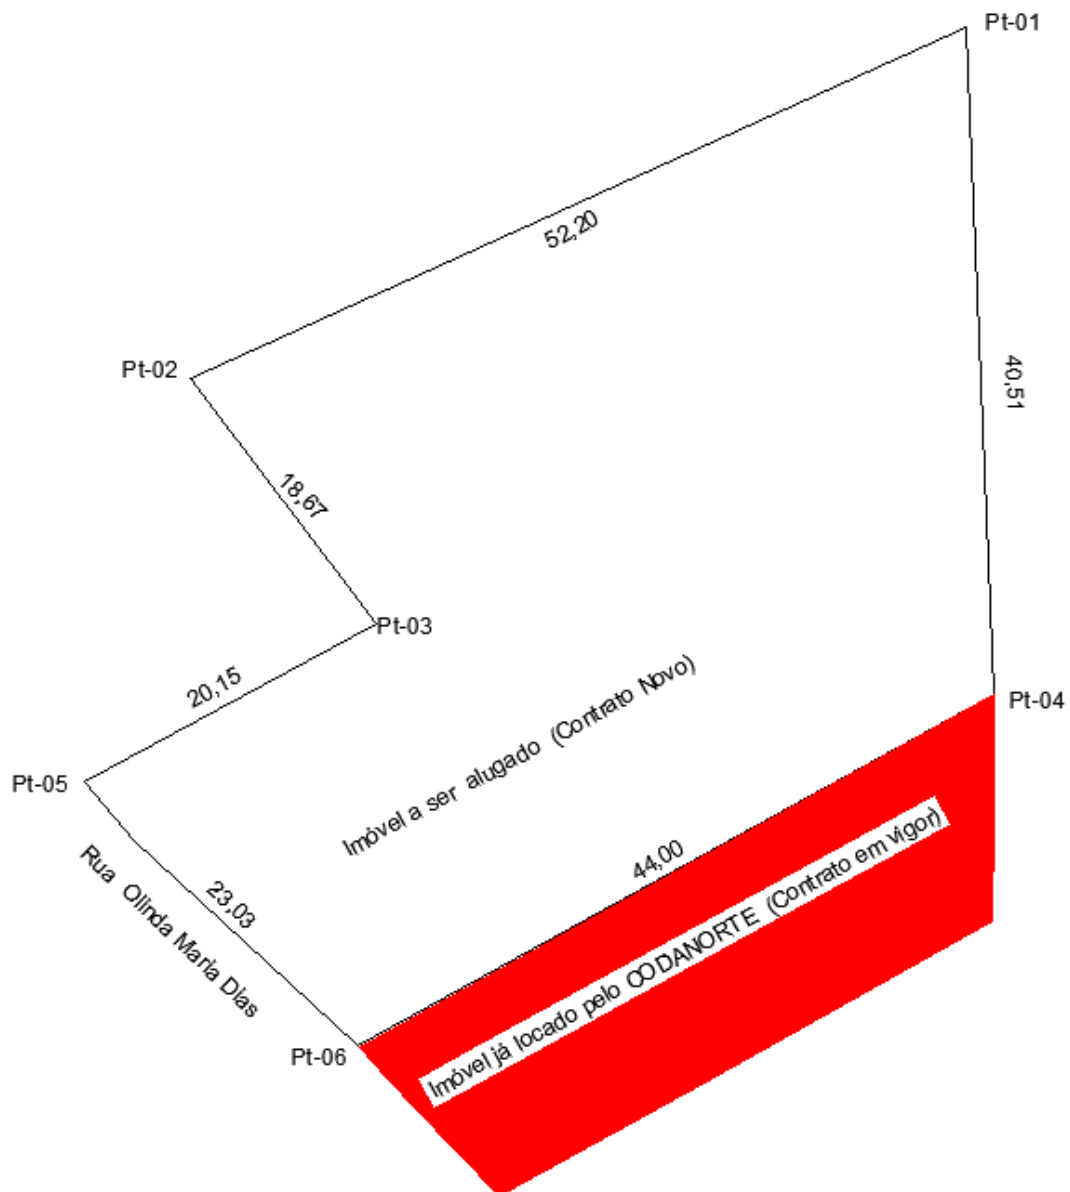 Pt-01
52,20
Pt-02
40,51
18,67
Pt-03
20,15
Imóvel a ser alugado (Contrato Novo)
Pt-04
Pt-05
44,00
Rua Olinda Maria Dias
23,03
Imóvel já locado pelo CODANORTE (Contrato em vigor)
Pt-06